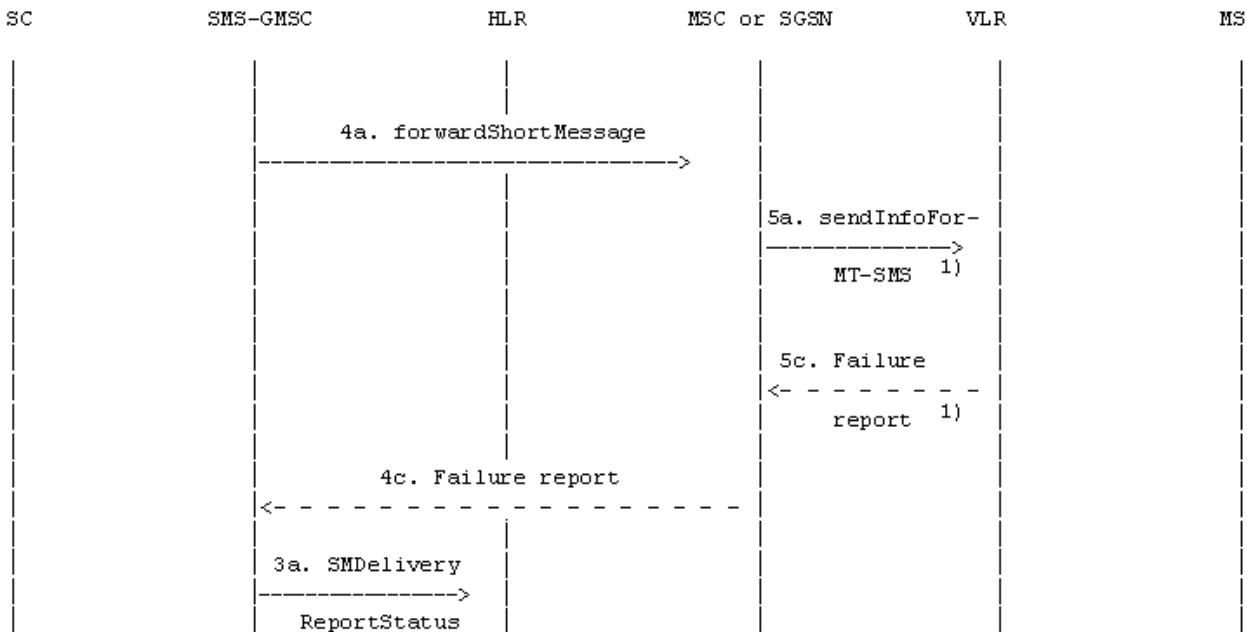 SC SMS-GMSC HLR MSC or SGSN VLR MS
4a. forwardShortMessage
5a. sendInfoFor-
MT-SMS 1)
5c. Failure
report 1)
4c. Failure report
3a. SMDelivery
ReportStatus